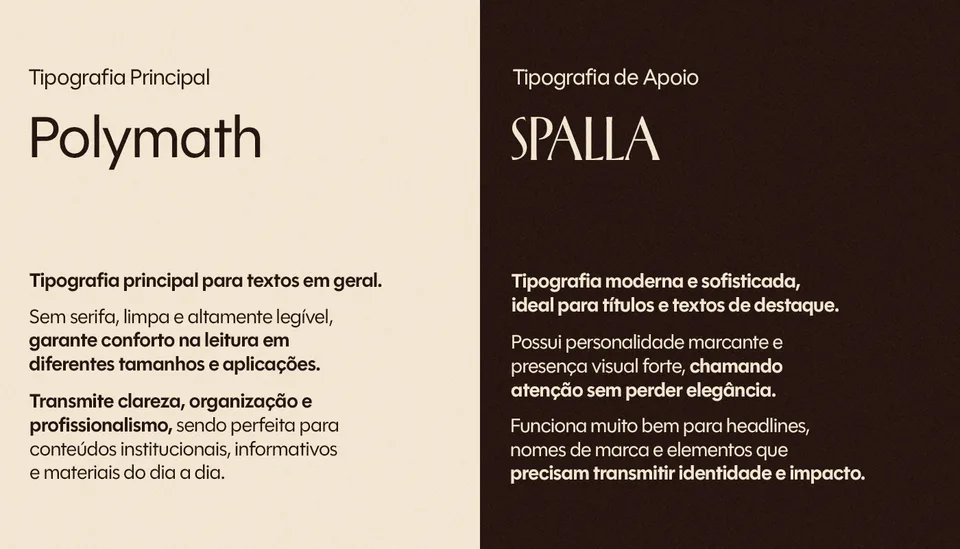 Tipografia Principal
Polymath
Tipografia principal para textos em geral.
Sem serifa, limpa e altamente legível,
garante conforto na leitura em
diferentes tamanhos e aplicações.
Transmite clareza, organização e
profissionalismo, sendo perfeita para
conteúdos institucionais, informativos
e materiais do dia a dia.
Tipografia de Apoio
SPALLA
Tipografia moderna e sofisticada,
ideal para títulos e textos de destaque.
Possui personalidade marcante e
presença visual forte, chamando
atenção sem perder elegância.
Funciona muito bem para headlines,
nomes de marca e elementos que
precisam transmitir identidade e impacto.